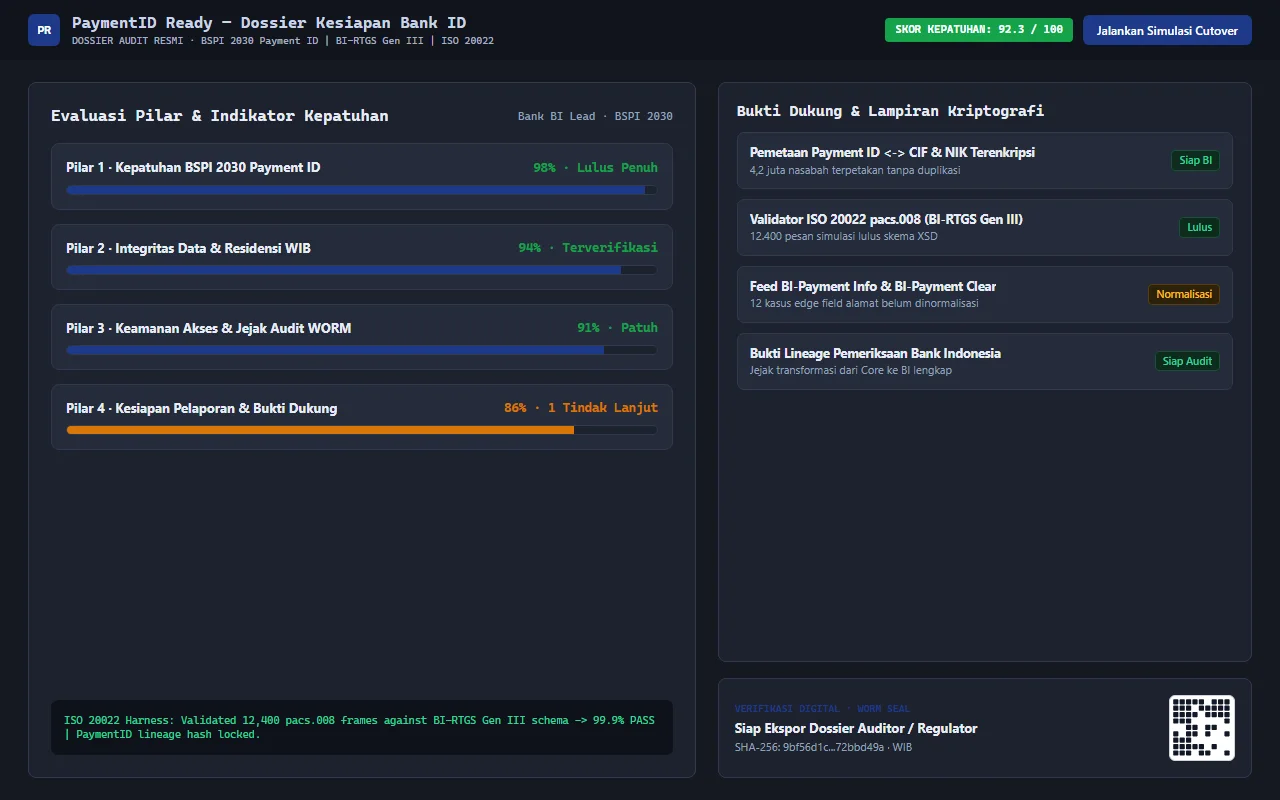 PR
PaymentID Ready — Dossier Kesiapan Bank ID
DOSSIER AUDIT RESMI · BSPI 2030 Payment ID | BI-RTGS Gen III | ISO 20022
SKOR KEPATUHAN: 92.3 / 100
Jalankan Simulasi Cutover
Evaluasi Pilar & Indikator Kepatuhan
Bank BI Lead · BSPI 2030
Pilar 1 · Kepatuhan BSPI 2030 Payment ID
98% · Lulus Penuh
Pilar 2 · Integritas Data & Residensi WIB
94% · Terverifikasi
Pilar 3 · Keamanan Akses & Jejak Audit WORM
91% · Patuh
Pilar 4 · Kesiapan Pelaporan & Bukti Dukung
86% · 1 Tindak Lanjut
ISO 20022 Harness: Validated 12,400 pacs.008 frames against BI-RTGS Gen III schema -> 99.9% PASS
| PaymentID lineage hash locked.
Bukti Dukung & Lampiran Kriptografi
Pemetaan Payment ID <-> CIF & NIK Terenkripsi
4,2 juta nasabah terpetakan tanpa duplikasi
Siap BI
Validator ISO 20022 pacs.008 (BI-RTGS Gen III)
12.400 pesan simulasi lulus skema XSD
Lulus
Feed BI-Payment Info & BI-Payment Clear
12 kasus edge field alamat belum dinormalisasi
Normalisasi
Bukti Lineage Pemeriksaan Bank Indonesia
Jejak transformasi dari Core ke BI lengkap
Siap Audit
VERIFIKASI DIGITAL · WORM SEAL
Siap Ekspor Dossier Auditor / Regulator
SHA-256: 9bf56d1c…72bbd49a · WIB